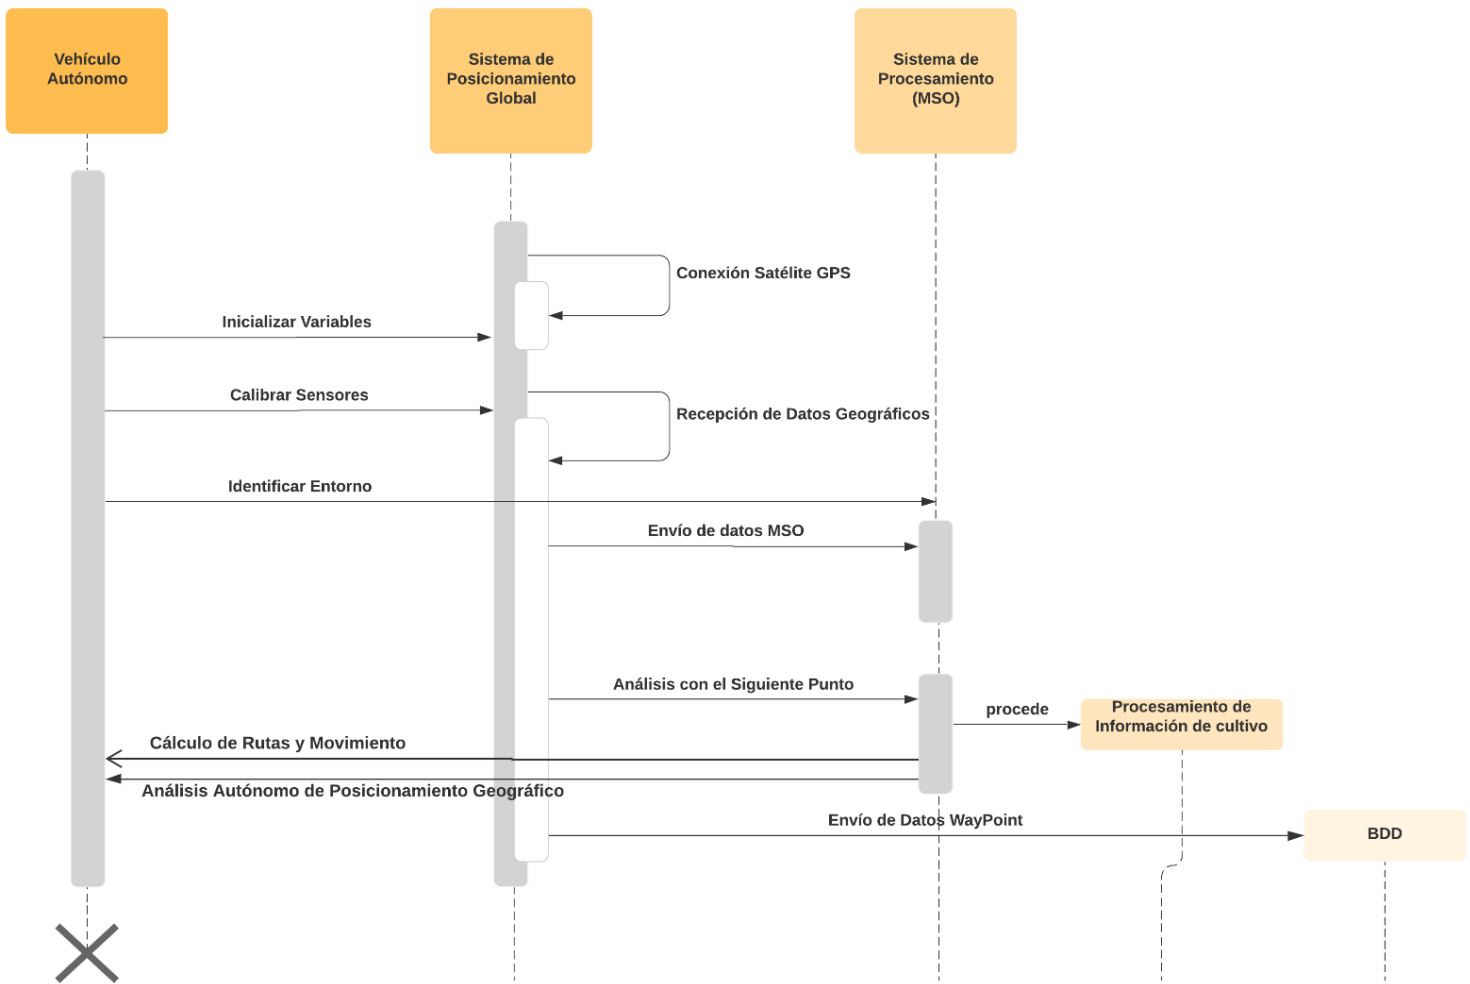 Vehículo
Autónomo
Sistema de
Posicionamiento
Global
Sistema de
Procesamiento
(MSO)
Conexión Satélite GPS
Inicializar Variables
Calibrar Sensores
Recepción de Datos Geográficos
Identificar Entorno
Envío de datos MSO
Análisis con el Siguiente Punto
procede
Procesamiento de
Información de cultivo
Cálculo de Rutas y Movimiento
Análisis Autónomo de Posicionamiento Geográfico
Envío de Datos WayPoint
BDD